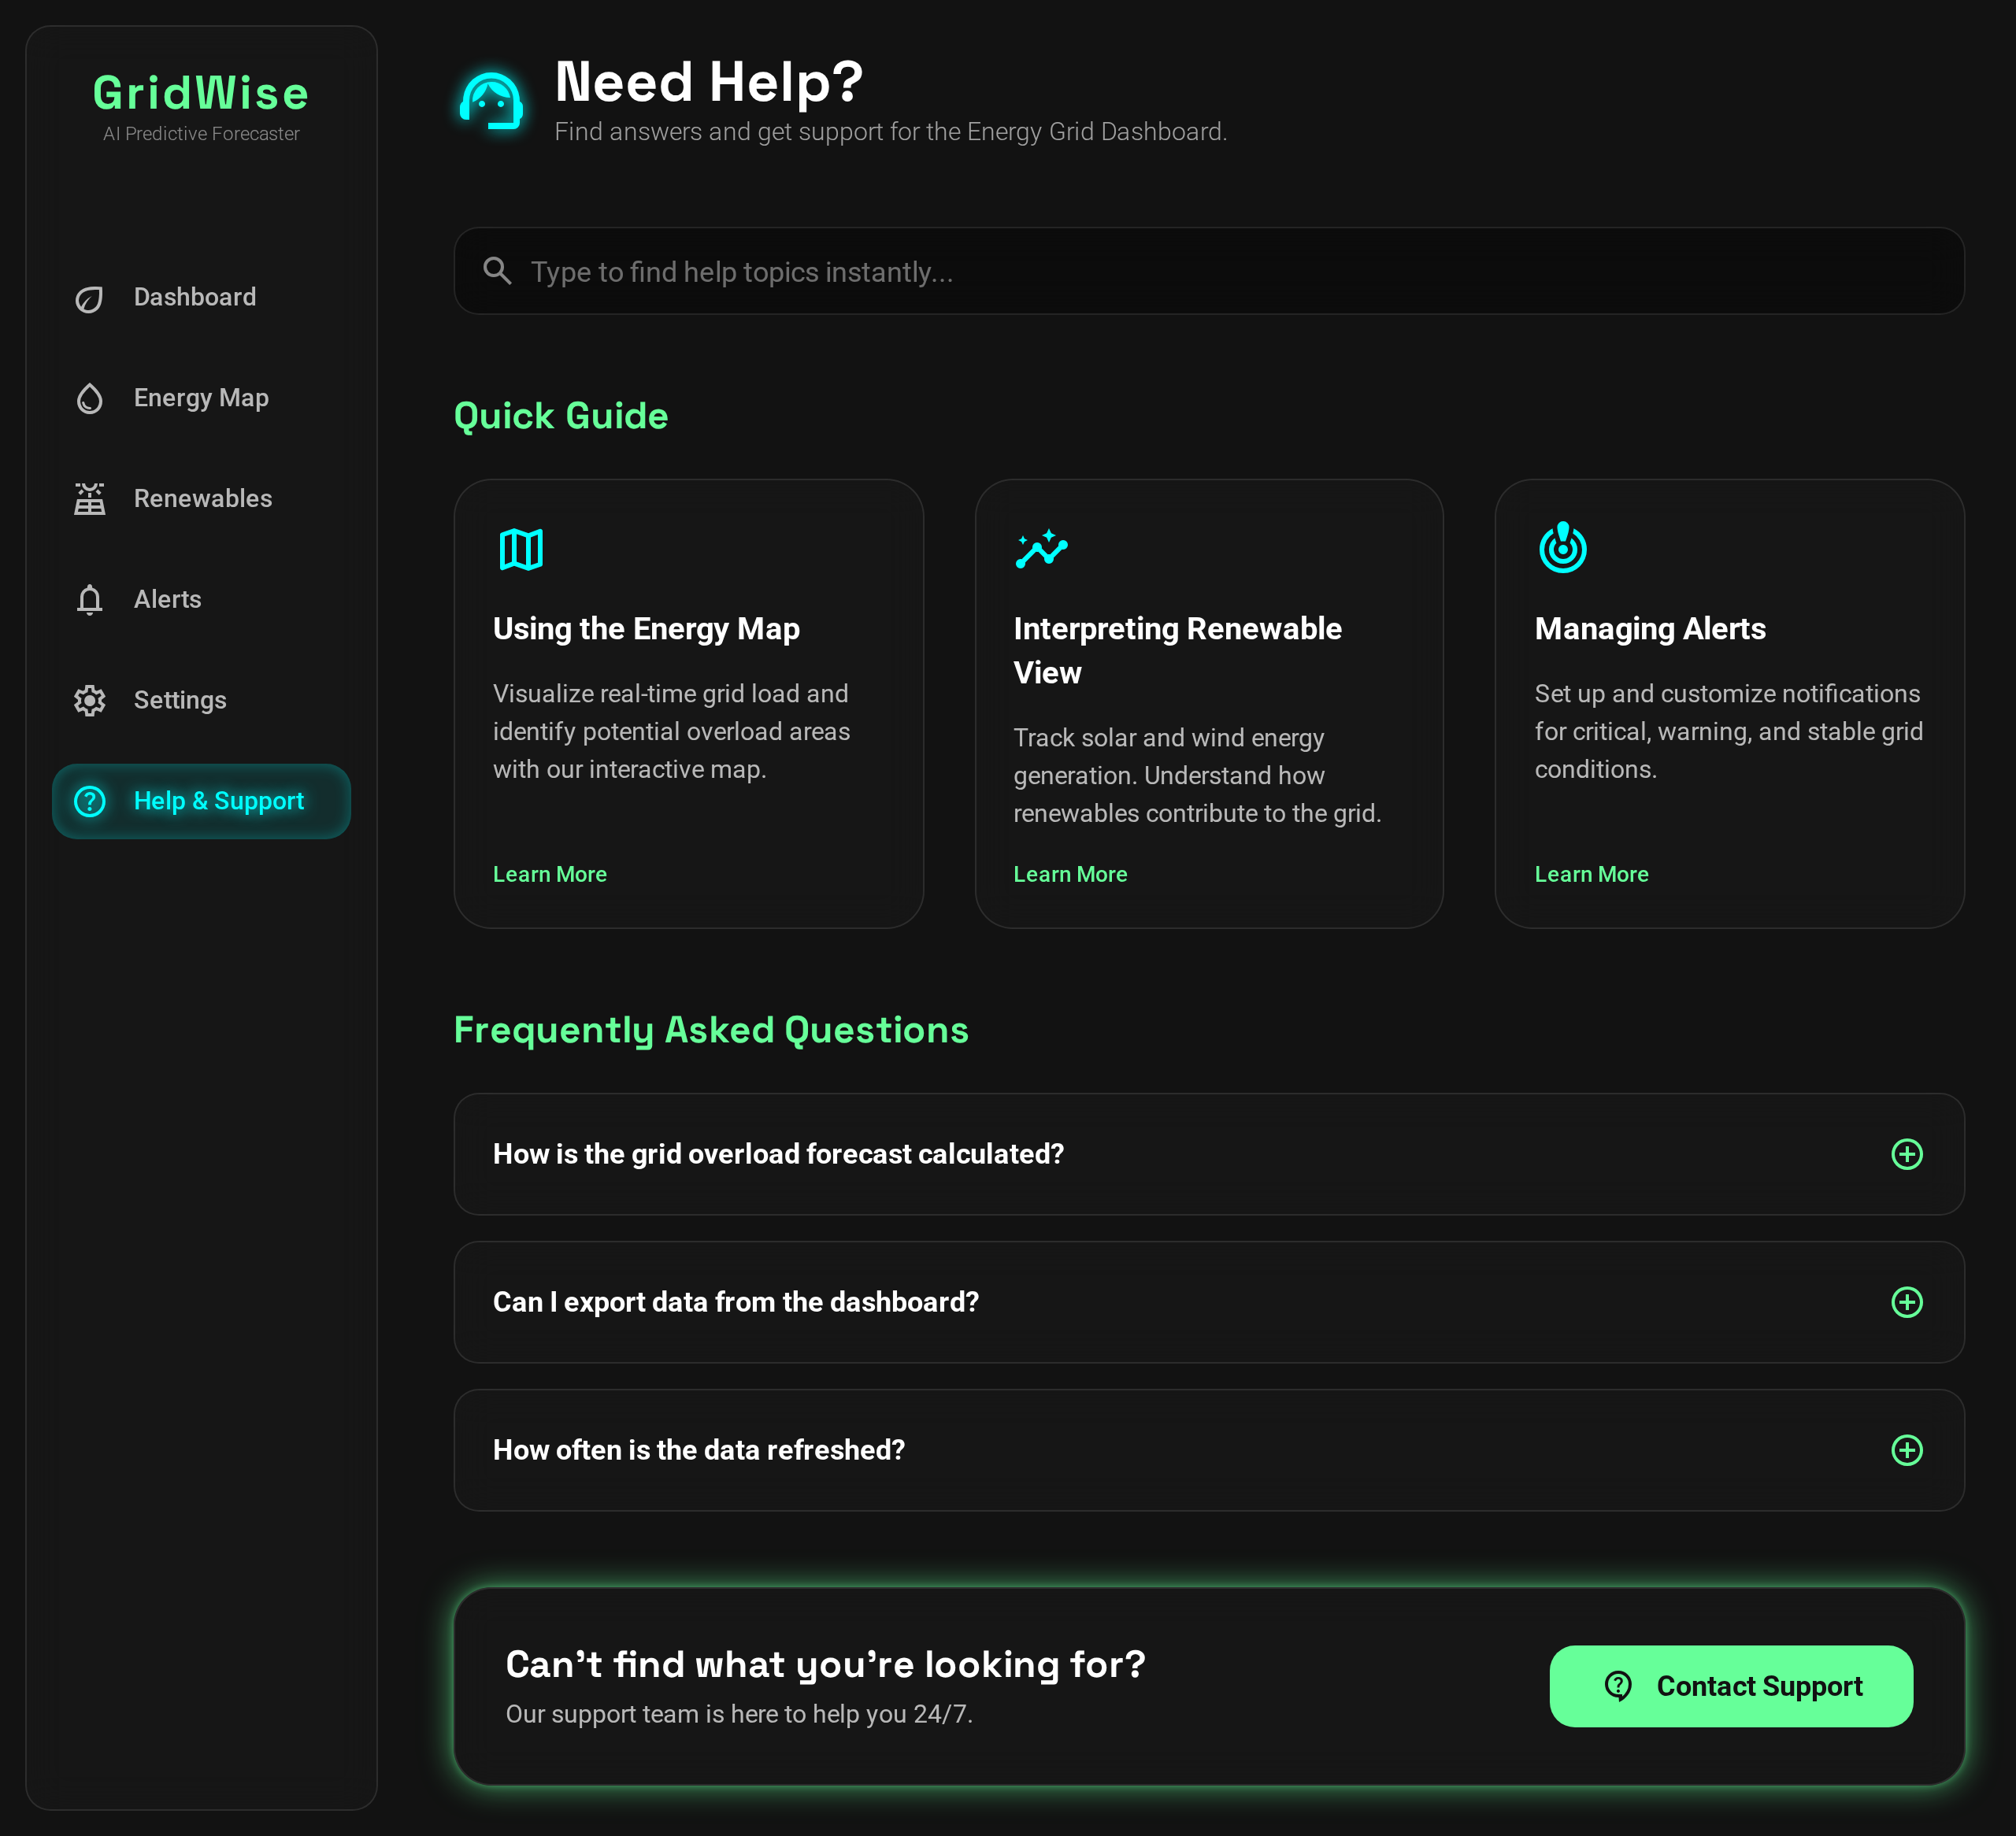 GridWise
AI Predictive Forecaster
Dashboard
Energy Map
Renewables
Alerts
Settings
Help & Support
Need Help?
Find answers and get support for the Energy Grid Dashboard.
Type to find help topics instantly...
Quick Guide
Using the Energy Map
Visualize real-time grid load and
identify potential overload areas
with our interactive map.
Learn More
Interpreting Renewable
View
Track solar and wind energy
generation. Understand how
renewables contribute to the grid.
Learn More
Managing Alerts
Set up and customize notifications
for critical, warning, and stable grid
conditions.
Learn More
Frequently Asked Questions
How is the grid overload forecast calculated?
Can I export data from the dashboard?
How often is the data refreshed?
Can't find what you're looking for?
Our support team is here to help you 24/7.
Contact Support